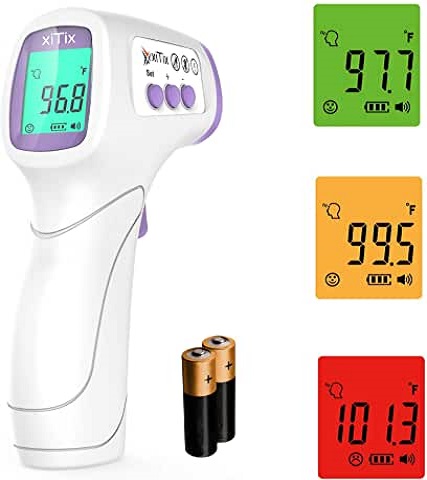 xiTix
°F
96.8
xiTix
Set + -
°F
97.7
°F
99.5
°F
101.3
+
+